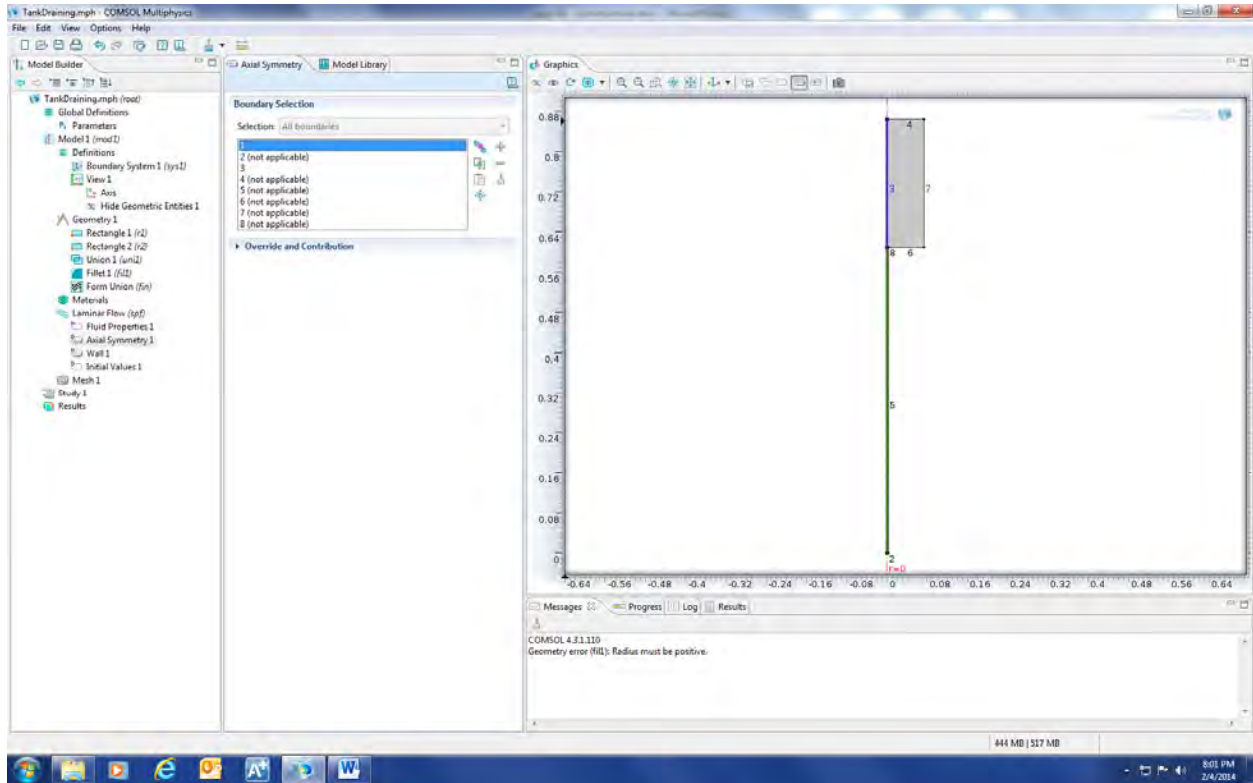 TankDraining.mph - COMSOL Multiphysics
File Edit View Options Help
Model Builder
TankDraining.mph (root)
Global Definitions
Parameters
Model 1 (mod1)
Definitions
Boundary System 1 (sys1)
View 1
Axis
Hide Geometric Entities 1
Geometry 1
Rectangle 1 (r1)
Rectangle 2 (r2)
Union 1 (uni1)
Fillet 1 (fil1)
Form Union (fin)
Materials
Laminar Flow (spf)
Fluid Properties 1
Axial Symmetry 1
Wall 1
Initial Values 1
Mesh 1
Study 1
Results
Axial Symmetry Model Library
Boundary Selection
Selection: All boundaries
1
2 (not applicable)
3
4 (not applicable)
5 (not applicable)
6 (not applicable)
7 (not applicable)
8 (not applicable)
Override and Contribution
Graphics
0.88
0.8
0.72
0.64
0.56
0.48
0.4
0.32
0.24
0.16
0.08
0
4
3 7
8 6
5
2
r=0
-0.64 -0.56 -0.48 -0.4 -0.32 -0.24 -0.16 -0.08 0 0.08 0.16 0.24 0.32 0.4 0.48 0.56 0.64
Messages Progress Log Results
COMSOL 4.3.1.110
Geometry error (fil1): Radius must be positive.
444 MB | 517 MB
8:01 PM
2/4/2014